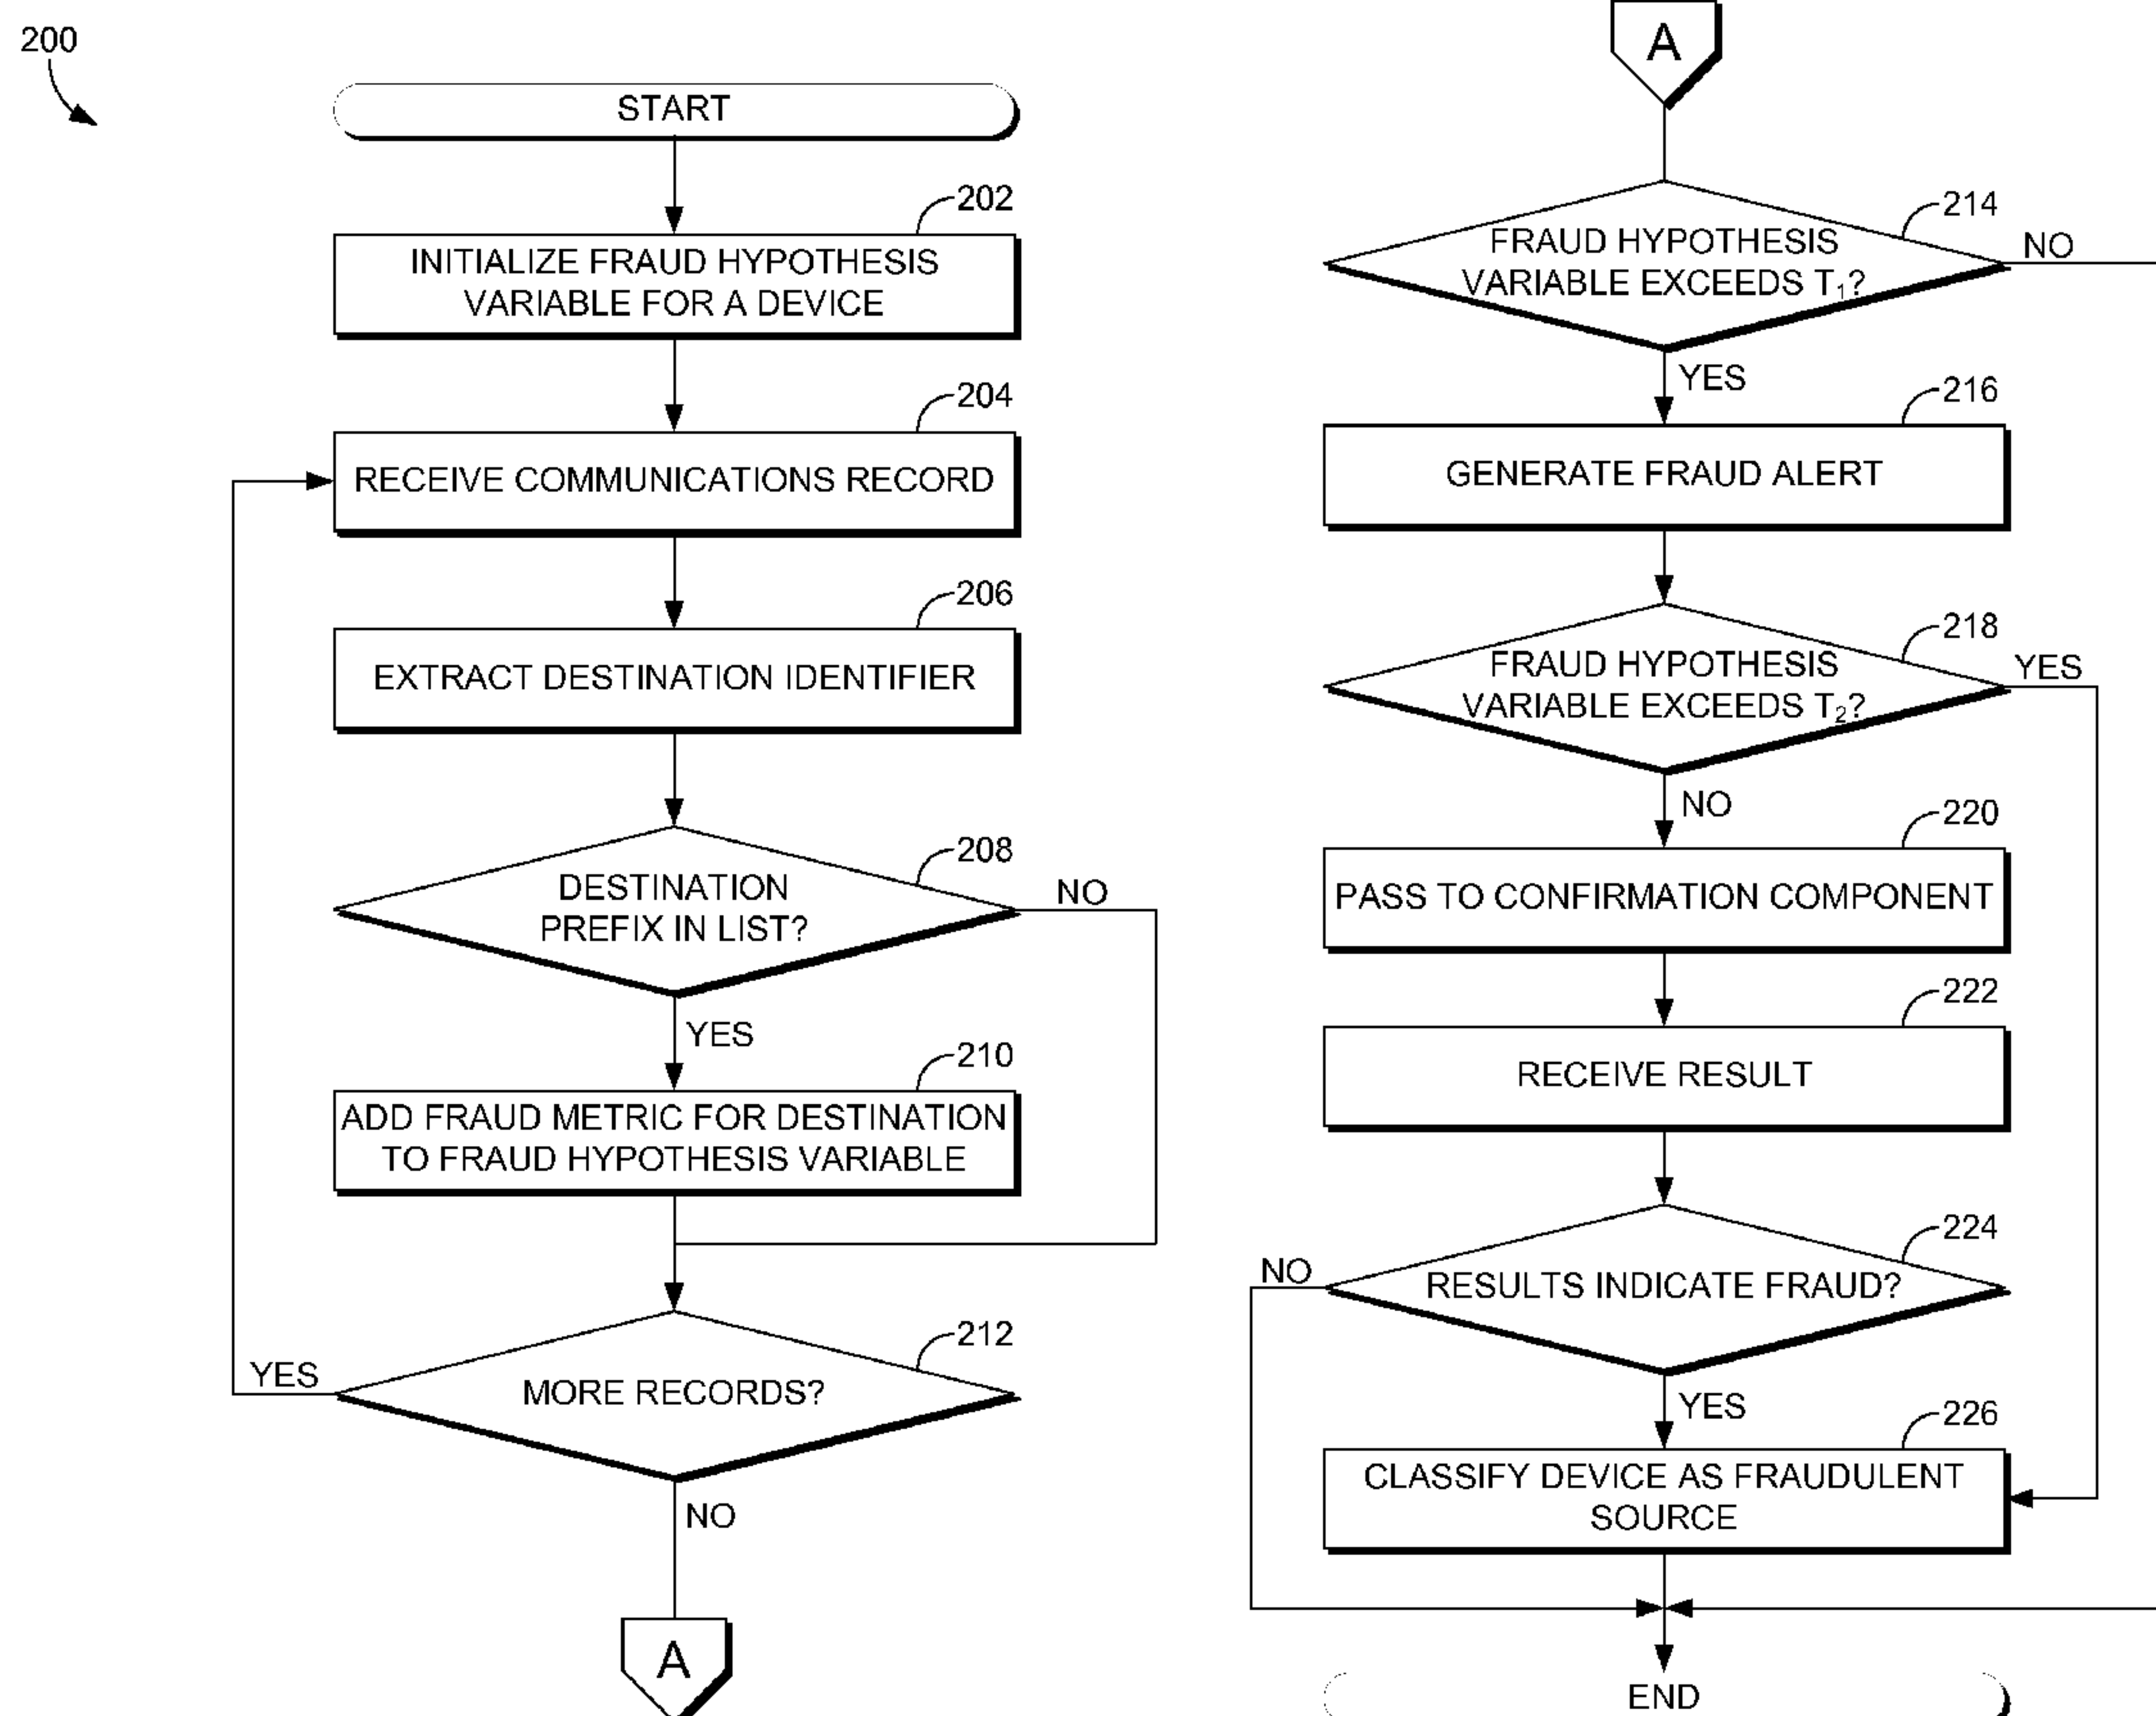 200
START
202
INITIALIZE FRAUD HYPOTHESIS
VARIABLE FOR A DEVICE
204
RECEIVE COMMUNICATIONS RECORD
206
EXTRACT DESTINATION IDENTIFIER
208
DESTINATION
PREFIX IN LIST?
NO
YES
210
ADD FRAUD METRIC FOR DESTINATION
TO FRAUD HYPOTHESIS VARIABLE
212
MORE RECORDS?
YES
NO
A
A
214
FRAUD HYPOTHESIS
VARIABLE EXCEEDS T₁?
NO
YES
216
GENERATE FRAUD ALERT
218
FRAUD HYPOTHESIS
VARIABLE EXCEEDS T₂?
YES
NO
220
PASS TO CONFIRMATION COMPONENT
222
RECEIVE RESULT
224
RESULTS INDICATE FRAUD?
NO
YES
226
CLASSIFY DEVICE AS FRAUDULENT
SOURCE
END